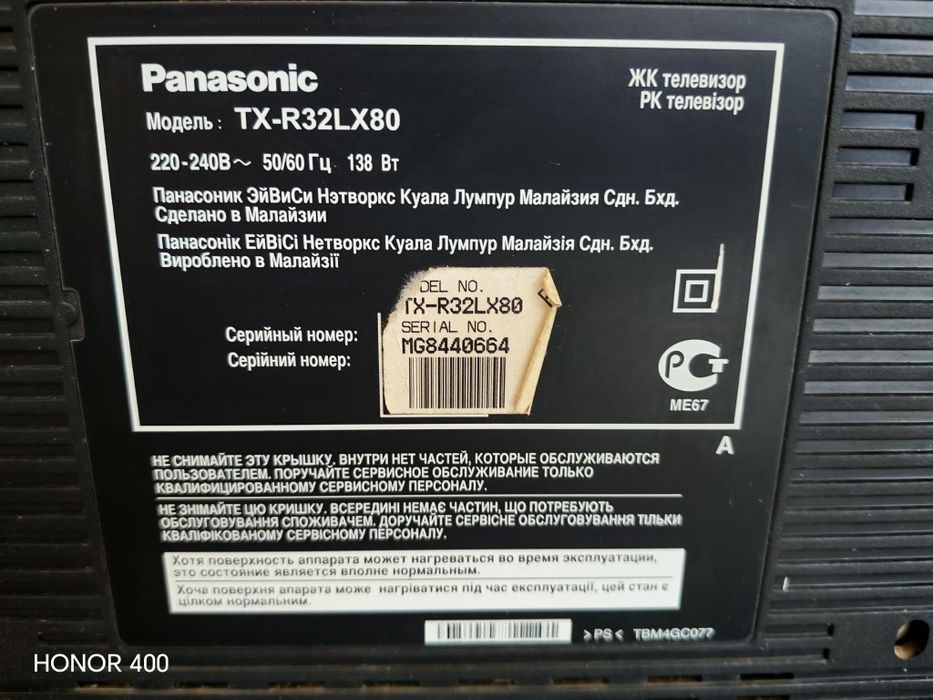 Panasonic
ЖК телевизор
РК телевізор
Модель: TX-R32LX80
220-240В~ 50/60 Гц 138 Вт
Панасоник ЭйВиСи Нэтворкс Куала Лумпур Малайзия Сдн. Бхд.
Сделано в Малайзии
Панасонік ЕйВіСі Нетворкс Куала Лумпур Малайзія Сдн. Бхд.
Вироблено в Малайзії
DEL NO.
TX-R32LX80
SERIAL NO.
MG8440664
Серийный номер:
Серійний номер:
РСТ
ME67
A
НЕ СНИМАЙТЕ ЭТУ КРЫШКУ. ВНУТРИ НЕТ ЧАСТЕЙ, КОТОРЫЕ ОБСЛУЖИВАЮТСЯ
ПОЛЬЗОВАТЕЛЕМ. ПОРУЧАЙТЕ СЕРВИСНОЕ ОБСЛУЖИВАНИЕ ТОЛЬКО
КВАЛИФИЦИРОВАННОМУ СЕРВИСНОМУ ПЕРСОНАЛУ.
НЕ ЗНІМАЙТЕ ЦЮ КРИШКУ. ВСЕРЕДИНІ НЕМАЄ ЧАСТИН, ЩО ПОТРЕБУЮТЬ
ОБСЛУГОВУВАННЯ СПОЖИВАЧЕМ. ДОРУЧАЙТЕ СЕРВІСНЕ ОБСЛУГОВУВАННЯ ТІЛЬКИ
КВАЛІФІКОВАНОМУ СЕРВІСНОМУ ПЕРСОНАЛУ.
Хотя поверхность аппарата может нагреваться во время эксплуатации,
это состояние является вполне нормальным.
Хоча поверхня апарата може нагріватися під час експлуатації, цей стан є
цілком нормальним.
>PS< TBM4GC077
HONOR 400